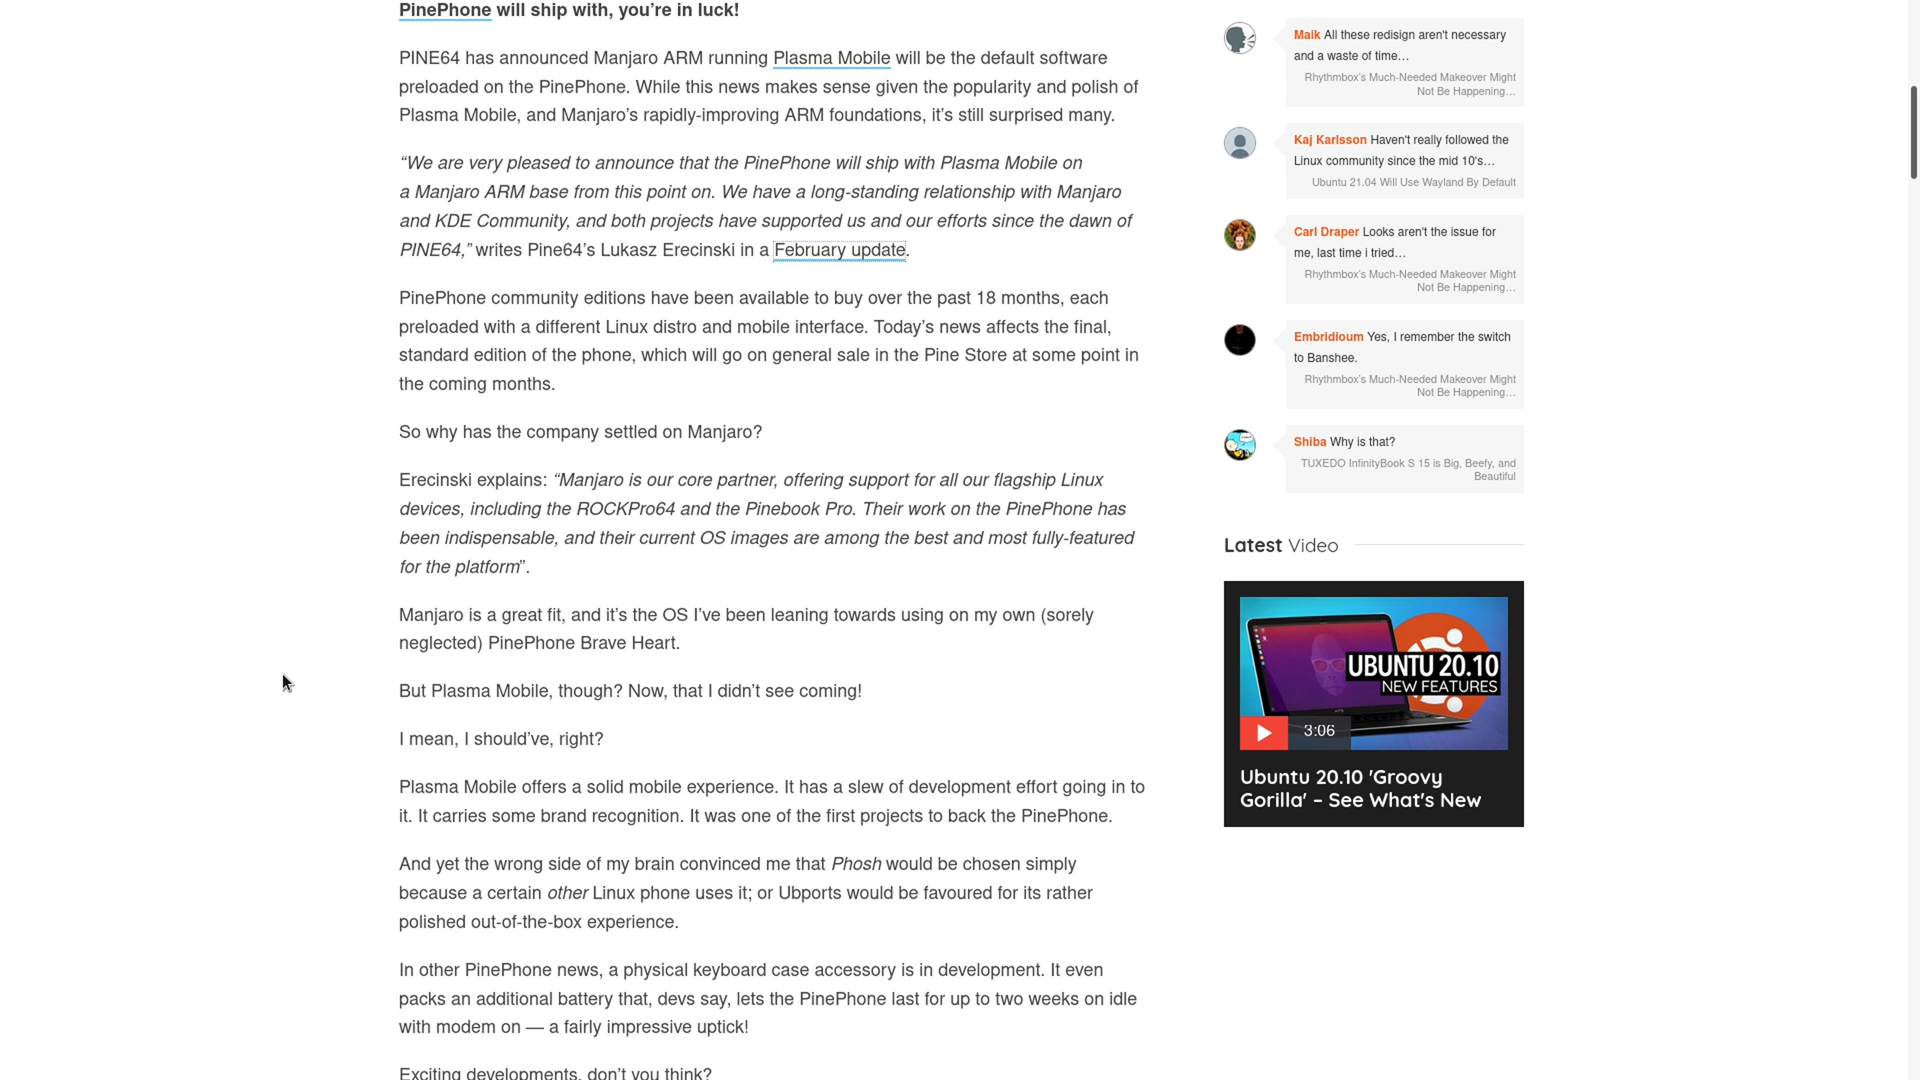 PinePhone will ship with, you’re in luck!
PINE64 has announced Manjaro ARM running Plasma Mobile will be the default software
preloaded on the PinePhone. While this news makes sense given the popularity and polish of
Plasma Mobile, and Manjaro’s rapidly-improving ARM foundations, it’s still surprised many.
“We are very pleased to announce that the PinePhone will ship with Plasma Mobile on
a Manjaro ARM base from this point on. We have a long-standing relationship with Manjaro
and KDE Community, and both projects have supported us and our efforts since the dawn of
PINE64,” writes Pine64’s Lukasz Erecinski in a February update.
PinePhone community editions have been available to buy over the past 18 months, each
preloaded with a different Linux distro and mobile interface. Today’s news affects the final,
standard edition of the phone, which will go on general sale in the Pine Store at some point in
the coming months.
So why has the company settled on Manjaro?
Erecinski explains: “Manjaro is our core partner, offering support for all our flagship Linux
devices, including the ROCKPro64 and the Pinebook Pro. Their work on the PinePhone has
been indispensable, and their current OS images are among the best and most fully-featured
for the platform”.
Manjaro is a great fit, and it’s the OS I’ve been leaning towards using on my own (sorely
neglected) PinePhone Brave Heart.
But Plasma Mobile, though? Now, that I didn’t see coming!
I mean, I should’ve, right?
Plasma Mobile offers a solid mobile experience. It has a slew of development effort going in to
it. It carries some brand recognition. It was one of the first projects to back the PinePhone.
And yet the wrong side of my brain convinced me that Phosh would be chosen simply
because a certain other Linux phone uses it; or Ubports would be favoured for its rather
polished out-of-the-box experience.
In other PinePhone news, a physical keyboard case accessory is in development. It even
packs an additional battery that, devs say, lets the PinePhone last for up to two weeks on idle
with modem on — a fairly impressive uptick!
Exciting developments, don’t you think?
Maik All these redisign aren't necessary
and a waste of time…
Rhythmbox’s Much-Needed Makeover Might
Not Be Happening…
Kaj Karlsson Haven't really followed the
Linux community since the mid 10's…
Ubuntu 21.04 Will Use Wayland By Default
Carl Draper Looks aren't the issue for
me, last time i tried…
Rhythmbox’s Much-Needed Makeover Might
Not Be Happening…
Embridioum Yes, I remember the switch
to Banshee.
Rhythmbox’s Much-Needed Makeover Might
Not Be Happening…
Shiba Why is that?
TUXEDO InfinityBook S 15 is Big, Beefy, and
Beautiful
Latest Video
UBUNTU 20.10
NEW FEATURES
3:06
Ubuntu 20.10 'Groovy
Gorilla' – See What's New